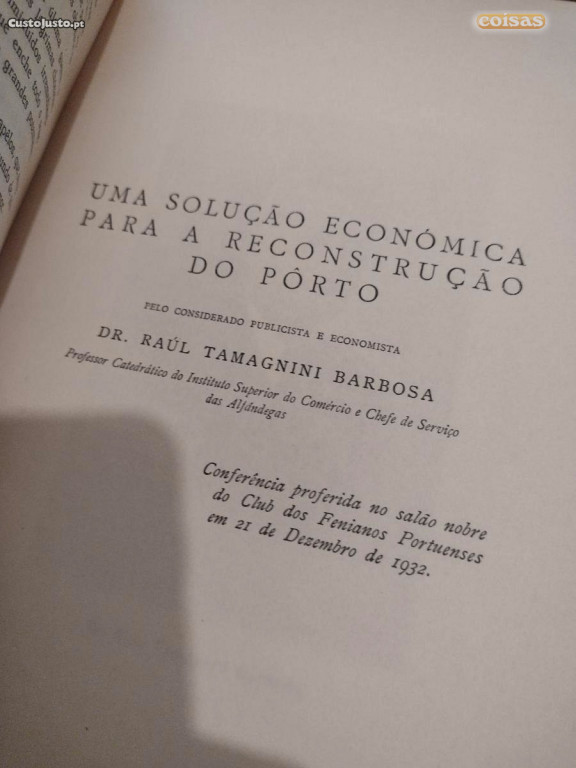 CustoJusto.pt
coisas
UMA SOLUÇÃO ECONÓMICA
PARA A RECONSTRUÇÃO
DO PÔRTO
PELO CONSIDERADO PUBLICISTA E ECONOMISTA
DR. RAÚL TAMAGNINI BARBOSA
Professor Catedrático do Instituto Superior do Comércio e Chefe de Serviço
das Alfândegas
Conferência proferida no salão nobre
do Club dos Fenianos Portuenses
em 21 de Dezembro de 1932.